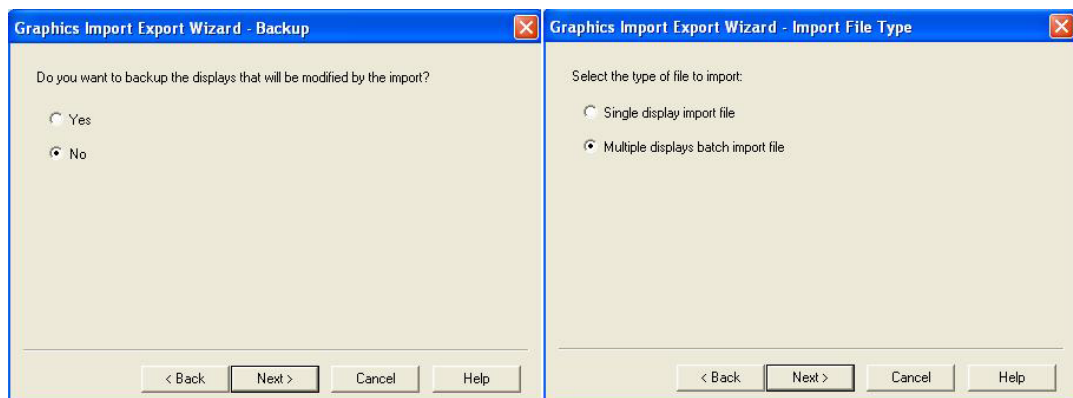 Graphics Import Export Wizard - Backup
Do you want to backup the displays that will be modified by the import?
Yes
No
< Back Next > Cancel Help
Graphics Import Export Wizard - Import File Type
Select the type of file to import:
Single display import file
Multiple displays batch import file
< Back Next > Cancel Help